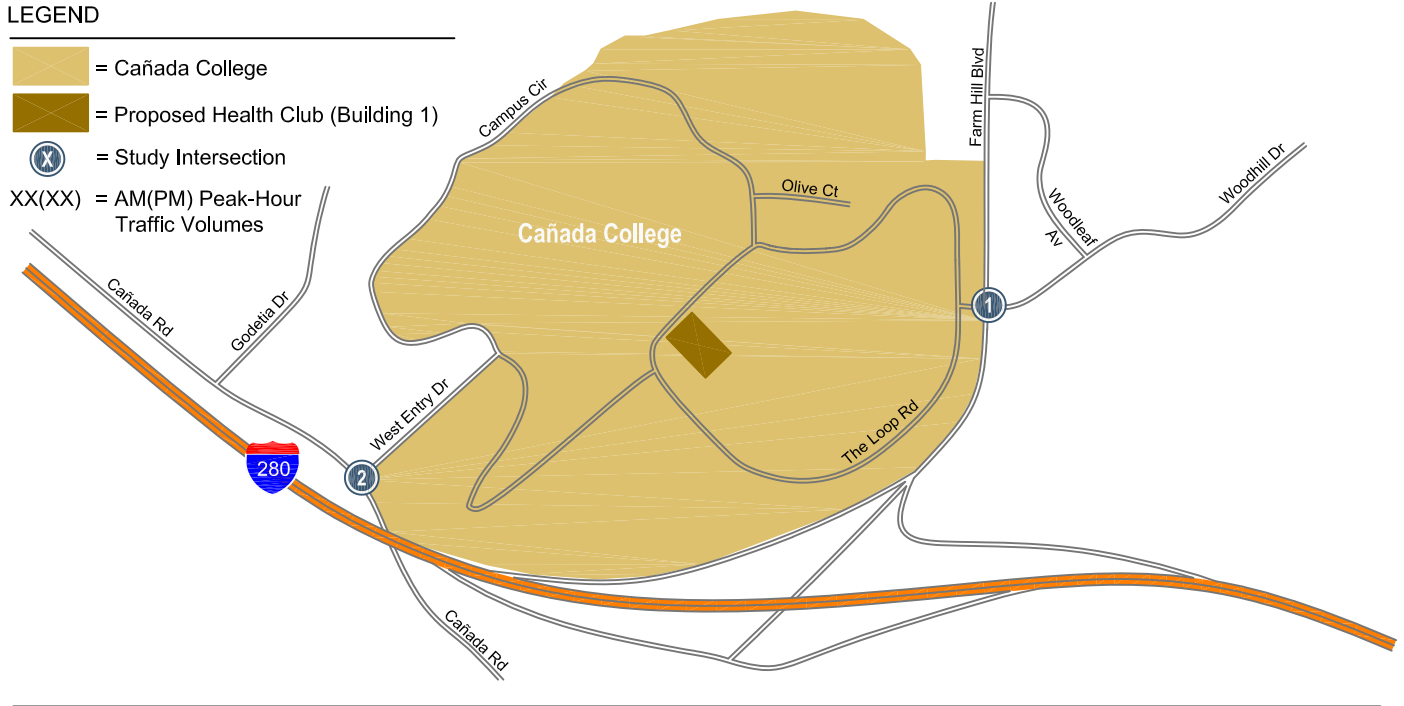 LEGEND
= Cañada College
= Proposed Health Club (Building 1)
X
= Study Intersection
XX(XX) = AM(PM) Peak-Hour
Traffic Volumes
Campus Cir
Farm Hill Blvd
Woodhill Dr
Olive Ct
Woodleaf
Av
Cañada College
Cañada Rd
Godetia Dr
1
West Entry Dr
The Loop Rd
280
2
Cañada Rd